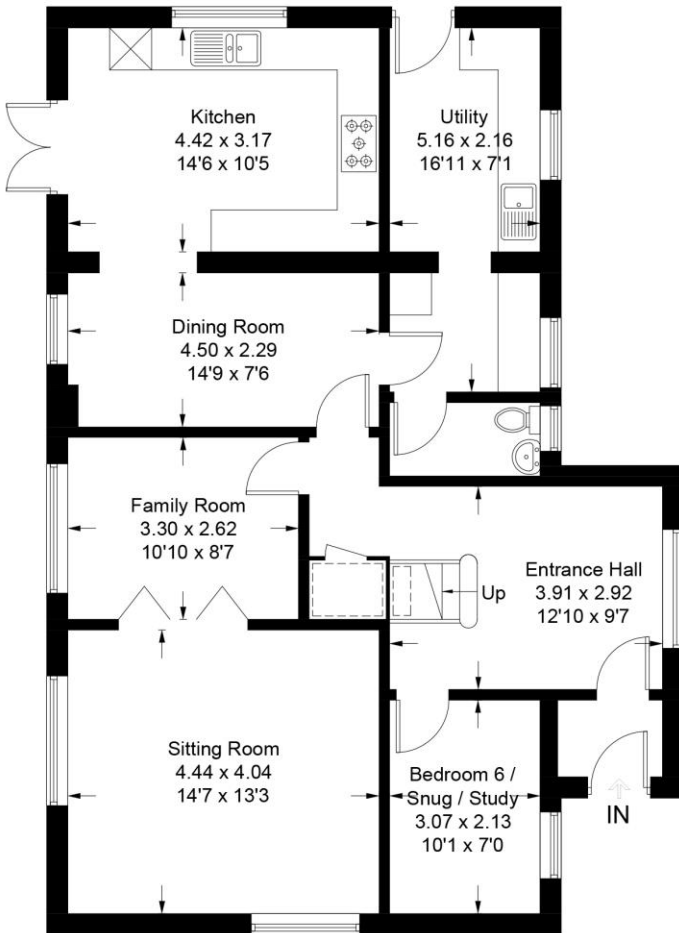 Kitchen
4.42 x 3.17
14'6 x 10'5
Utility
5.16 x 2.16
16'11 x 7'1
Dining Room
4.50 x 2.29
14'9 x 7'6
Family Room
3.30 x 2.62
10'10 x 8'7
Up
Entrance Hall
3.91 x 2.92
12'10 x 9'7
Sitting Room
4.44 x 4.04
14'7 x 13'3
Bedroom 6 /
Snug / Study
3.07 x 2.13
10'1 x 7'0
IN